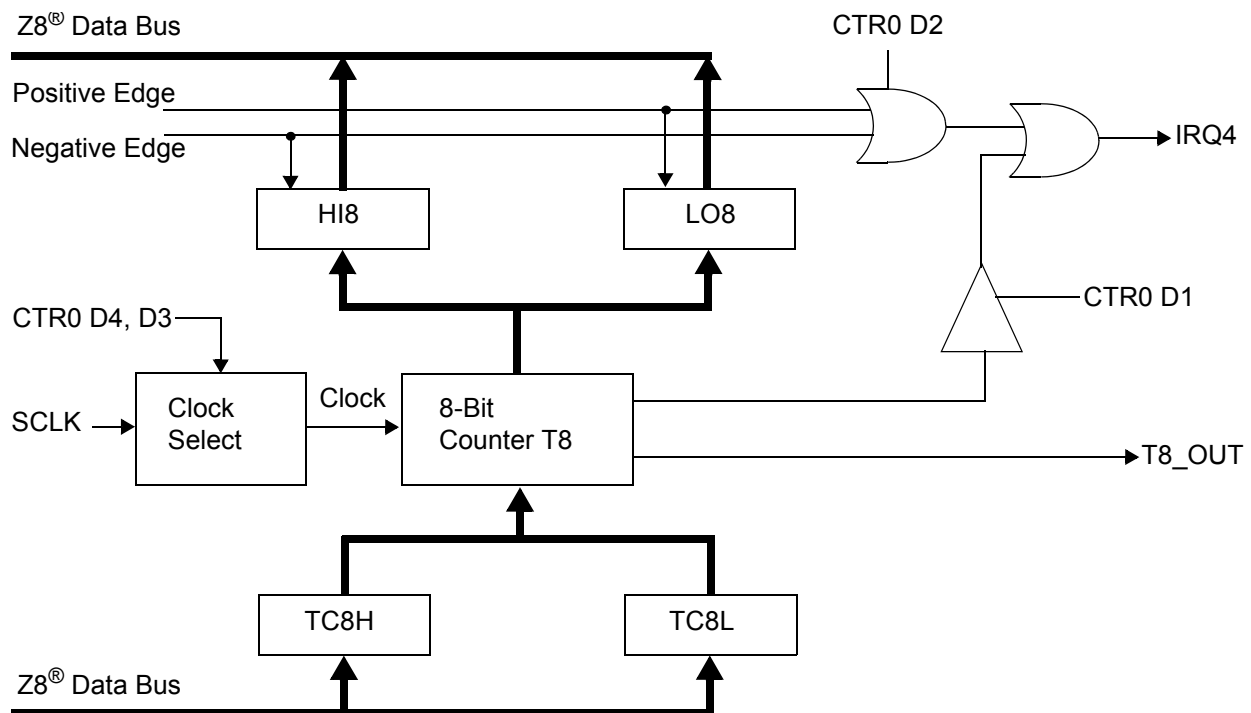 Z8® Data Bus
CTR0 D2
Positive Edge
Negative Edge
IRQ4
HI8
LO8
CTR0 D4, D3
CTR0 D1
SCLK
Clock
Select
Clock
8-Bit
Counter T8
T8_OUT
TC8H
TC8L
Z8® Data Bus